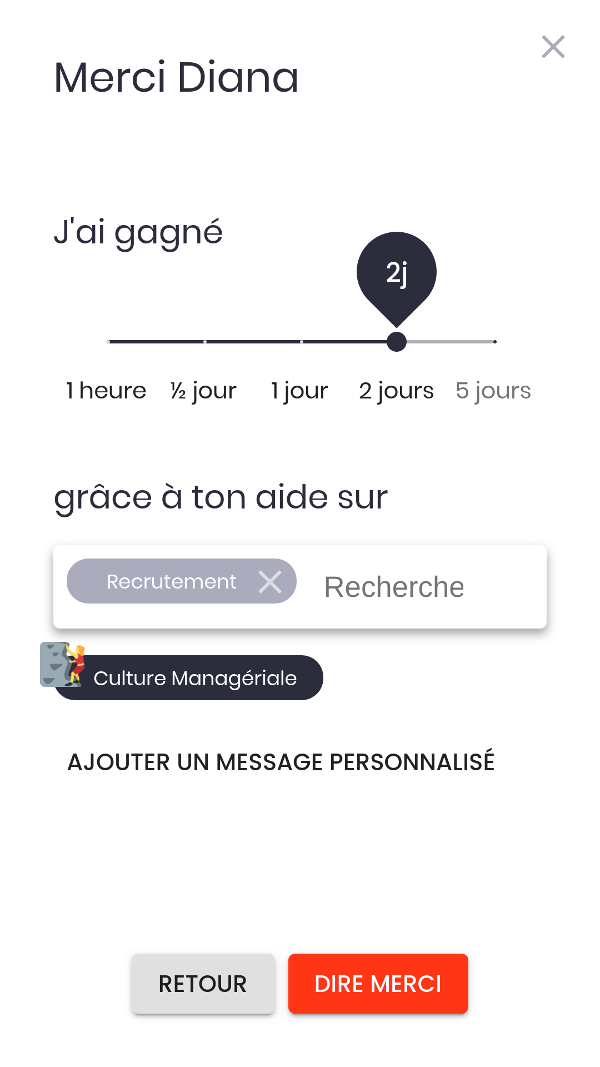 Merci Diana
J'ai gagné
2j
1 heure ½ jour 1 jour 2 jours 5 jours
grâce à ton aide sur
Recrutement Recherche
Culture Managériale
AJOUTER UN MESSAGE PERSONNALISÉ
RETOUR DIRE MERCI